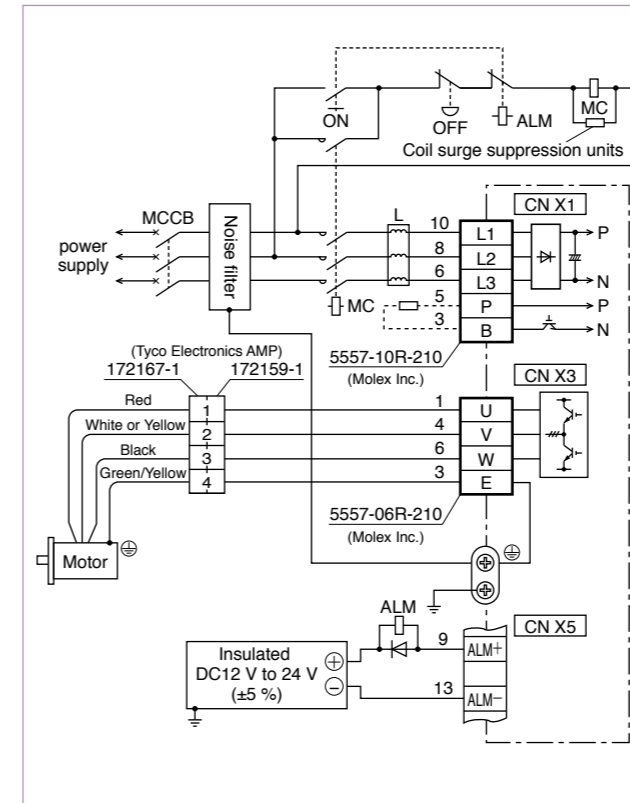 ON
OFF
ALM
MC
Coil surge suppression units
MCCB
power
supply
Noise filter
L
MC
10
8
6
5
3
L1
L2
L3
P
B
CN X1
P
N
P
N
5557-10R-210
(Molex Inc.)
(Tyco Electronics AMP)
172167-1
172159-1
Red
White or Yellow
Black
Green/Yellow
1
2
3
4
1
4
6
3
U
V
W
E
CN X3
5557-06R-210
(Molex Inc.)
Motor
ALM
Insulated
DC12 V to 24 V
(±5 %)
+
−
9
13
ALM+
ALM−
CN X5